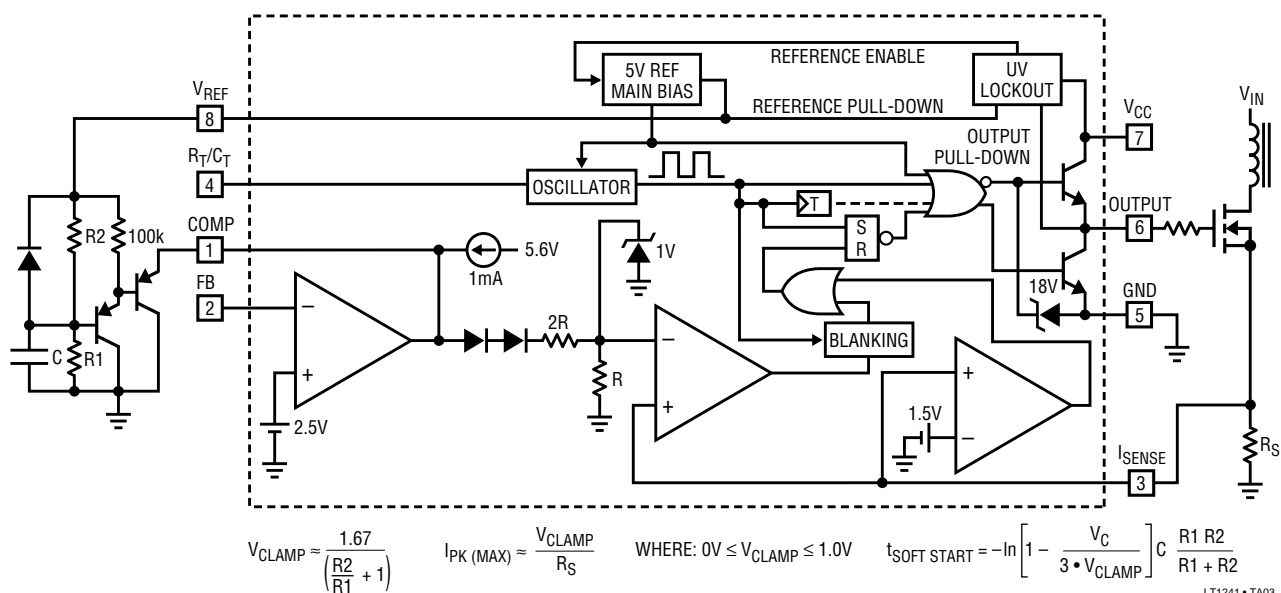 REFERENCE ENABLE
5V REF
MAIN BIAS
UV
LOCKOUT
REFERENCE PULL-DOWN
V_REF
8
V_CC
7
V_IN
R_T/C_T
4
OSCILLATOR
OUTPUT
PULL-DOWN
T
OUTPUT
6
R2
100k
COMP
1
5.6V
1mA
1V
S
R
FB
2
–
+
2.5V
2R
R
–
+
BLANKING
18V
GND
5
C
R1
+
–
1.5V
I_SENSE
3
R_S
V_CLAMP ≈ 1.67 / (R2/R1 + 1)
I_PK (MAX) ≈ V_CLAMP / R_S
WHERE: 0V ≤ V_CLAMP ≤ 1.0V
t_SOFT START = –ln [1 – V_C / 3 • V_CLAMP] C R1 R2 / R1 + R2
LT1241 • TA03